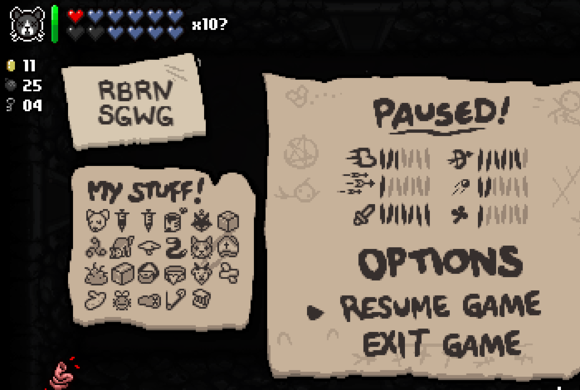 x10?
11
25
04
RBRN
SGWG
MY STUFF!
PAUSED!
OPTIONS
RESUME GAME
EXIT GAME